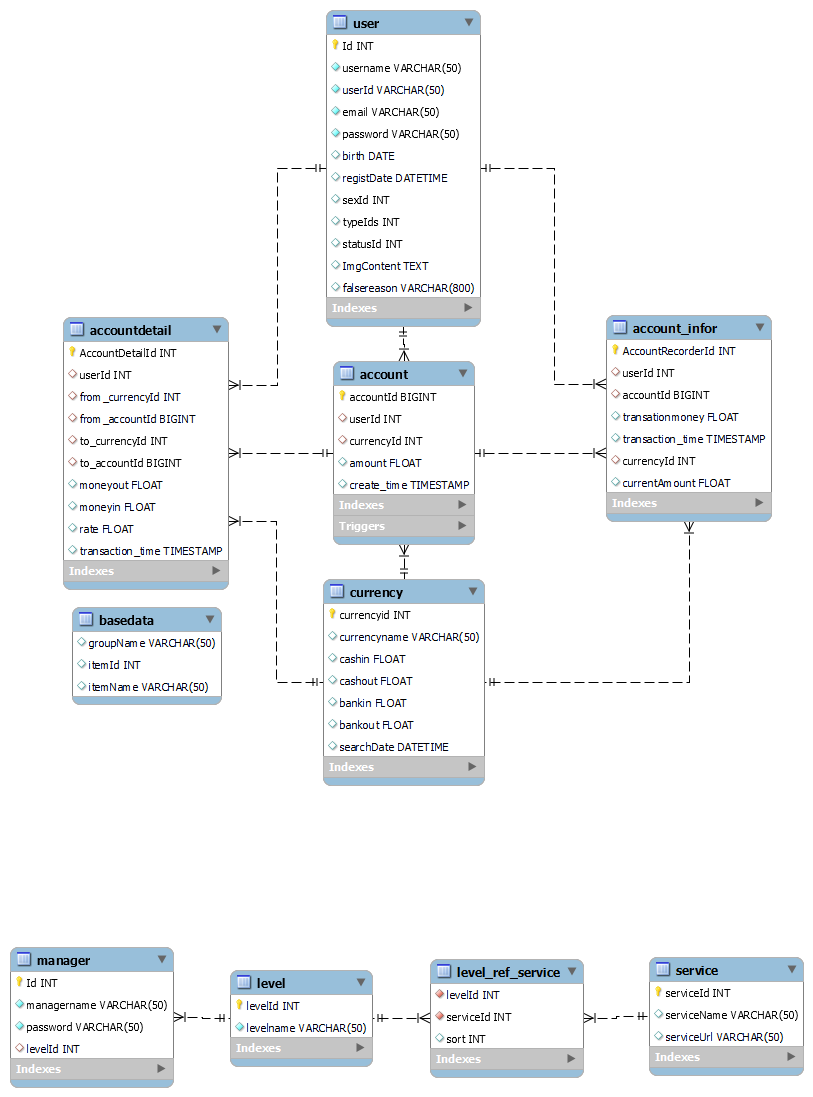 user
Id INT
username VARCHAR(50)
userId VARCHAR(50)
email VARCHAR(50)
password VARCHAR(50)
birth DATE
registDate DATETIME
sexId INT
typeIds INT
statusId INT
ImgContent TEXT
falsereason VARCHAR(800)
Indexes
accountdetail
AccountDetailId INT
userId INT
from_currencyId INT
from_accountId BIGINT
to_currencyId INT
to_accountId BIGINT
moneyout FLOAT
moneyin FLOAT
rate FLOAT
transaction_time TIMESTAMP
Indexes
account
accountId BIGINT
userId INT
currencyId INT
amount FLOAT
create_time TIMESTAMP
Indexes
Triggers
account_infor
AccountRecorderId INT
userId INT
accountId BIGINT
transationmoney FLOAT
transaction_time TIMESTAMP
currencyId INT
currentAmount FLOAT
Indexes
basedata
groupName VARCHAR(50)
itemId INT
itemName VARCHAR(50)
currency
currencyid INT
currencyname VARCHAR(50)
cashin FLOAT
cashout FLOAT
bankin FLOAT
bankout FLOAT
searchDate DATETIME
Indexes
manager
Id INT
managername VARCHAR(50)
password VARCHAR(50)
levelId INT
Indexes
level
levelId INT
levelname VARCHAR(50)
Indexes
level_ref_service
levelId INT
serviceId INT
sort INT
Indexes
service
serviceId INT
serviceName VARCHAR(50)
serviceUrl VARCHAR(50)
Indexes